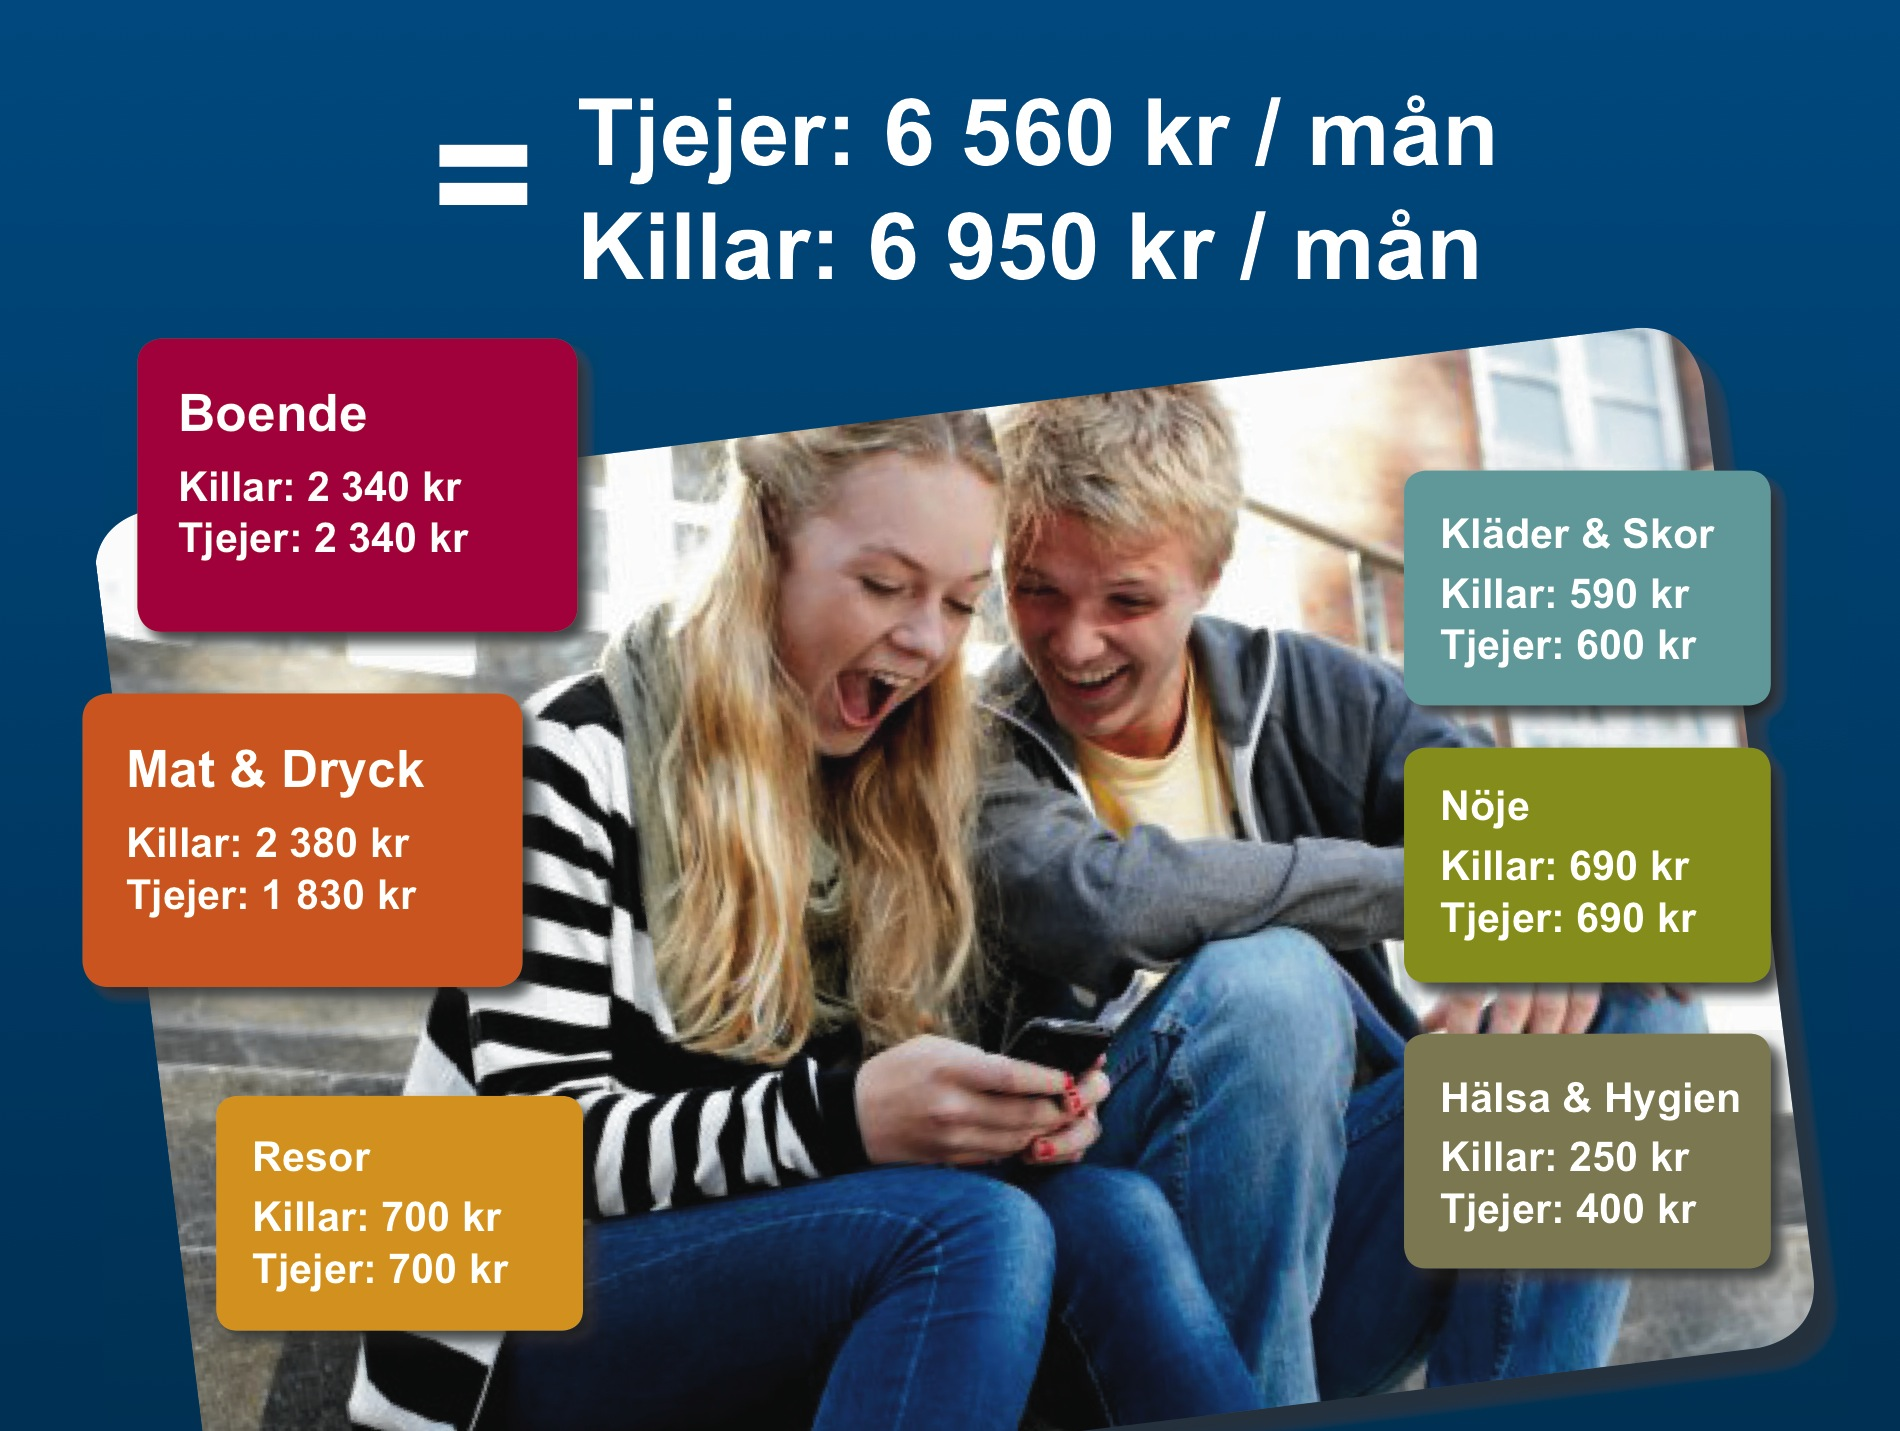 = Tjejer: 6 560 kr / mån
Killar: 6 950 kr / mån
Boende
Killar: 2 340 kr
Tjejer: 2 340 kr
Mat & Dryck
Killar: 2 380 kr
Tjejer: 1 830 kr
Resor
Killar: 700 kr
Tjejer: 700 kr
Kläder & Skor
Killar: 590 kr
Tjejer: 600 kr
Nöje
Killar: 690 kr
Tjejer: 690 kr
Hälsa & Hygien
Killar: 250 kr
Tjejer: 400 kr